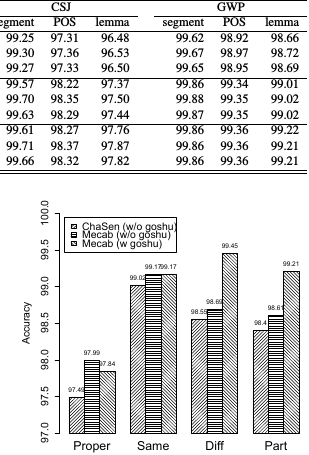 CSJ GWP
segment POS lemma segment POS lemma
99.25 97.31 96.48 99.62 98.92 98.66
99.30 97.36 96.53 99.67 98.97 98.72
99.27 97.33 96.50 99.65 98.95 98.69
99.57 98.22 97.37 99.86 99.34 99.01
99.70 98.35 97.50 99.88 99.35 99.02
99.63 98.29 97.44 99.87 99.35 99.02
99.61 98.27 97.76 99.86 99.36 99.22
99.71 98.37 97.87 99.86 99.36 99.21
99.66 98.32 97.82 99.86 99.36 99.21
Accuracy
100.0
99.5
99.0
98.5
98.0
97.5
97.0
ChaSen (w/o goshu)
Mecab (w/o goshu)
Mecab (w goshu)
97.49 97.99 97.84
99.02 99.17 99.17
98.55 98.69 99.45
98.4 98.61 99.21
Proper Same Diff Part